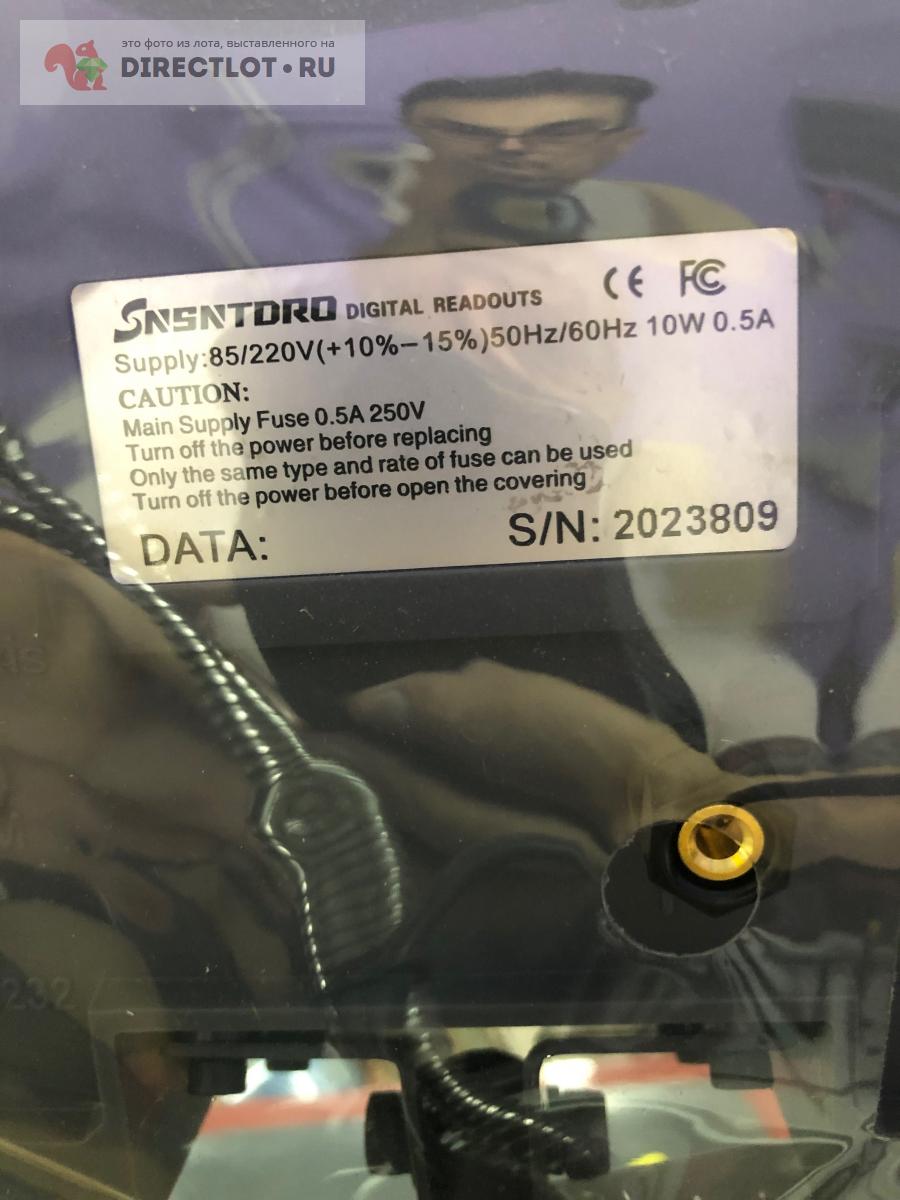 это фото из лота, выставленного на
DIRECTLOT•RU
SNSNTDRO DIGITAL READOUTS CE FC
Supply:85/220V(+10%−15%)50Hz/60Hz 10W 0.5A
CAUTION:
Main Supply Fuse 0.5A 250V
Turn off the power before replacing
Only the same type and rate of fuse can be used
Turn off the power before open the covering
DATA: S/N: 2023809
232